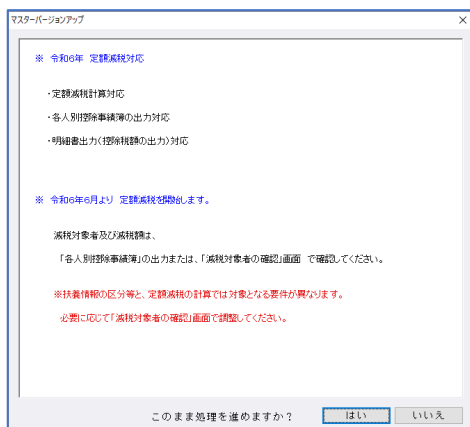 マスターバージョンアップ
※ 令和6年 定額減税対応
・定額減税計算対応
・各人別控除事績簿の出力対応
・明細書出力(控除税額の出力)対応
※ 令和6年6月より 定額減税を開始します。
減税対象者及び減税額は、
「各人別控除事績簿」の出力または、「減税対象者の確認」画面 で確認してください。
※扶養情報の区分等と、定額減税の計算では対象となる要件が異なります。
必要に応じて「減税対象者の確認」画面で調整してください。
このまま処理を進めますか？ はい いいえ